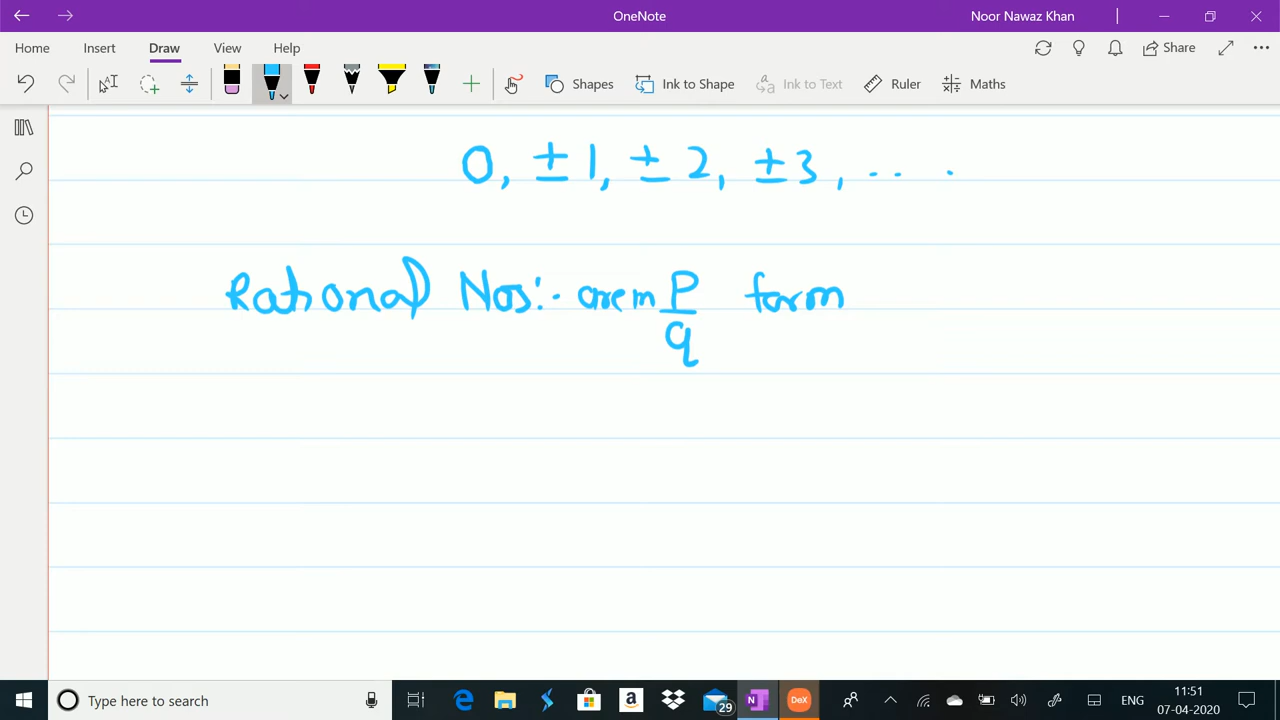 OneNote
Noor Nawaz Khan
Home Insert Draw View Help
Share
Shapes Ink to Shape Ink to Text Ruler Maths
0, ±1, ±2, ±3, .. .
Rational Nos:- are in P/q form
Type here to search
a
29
N
DeX
ENG
11:51
07-04-2020